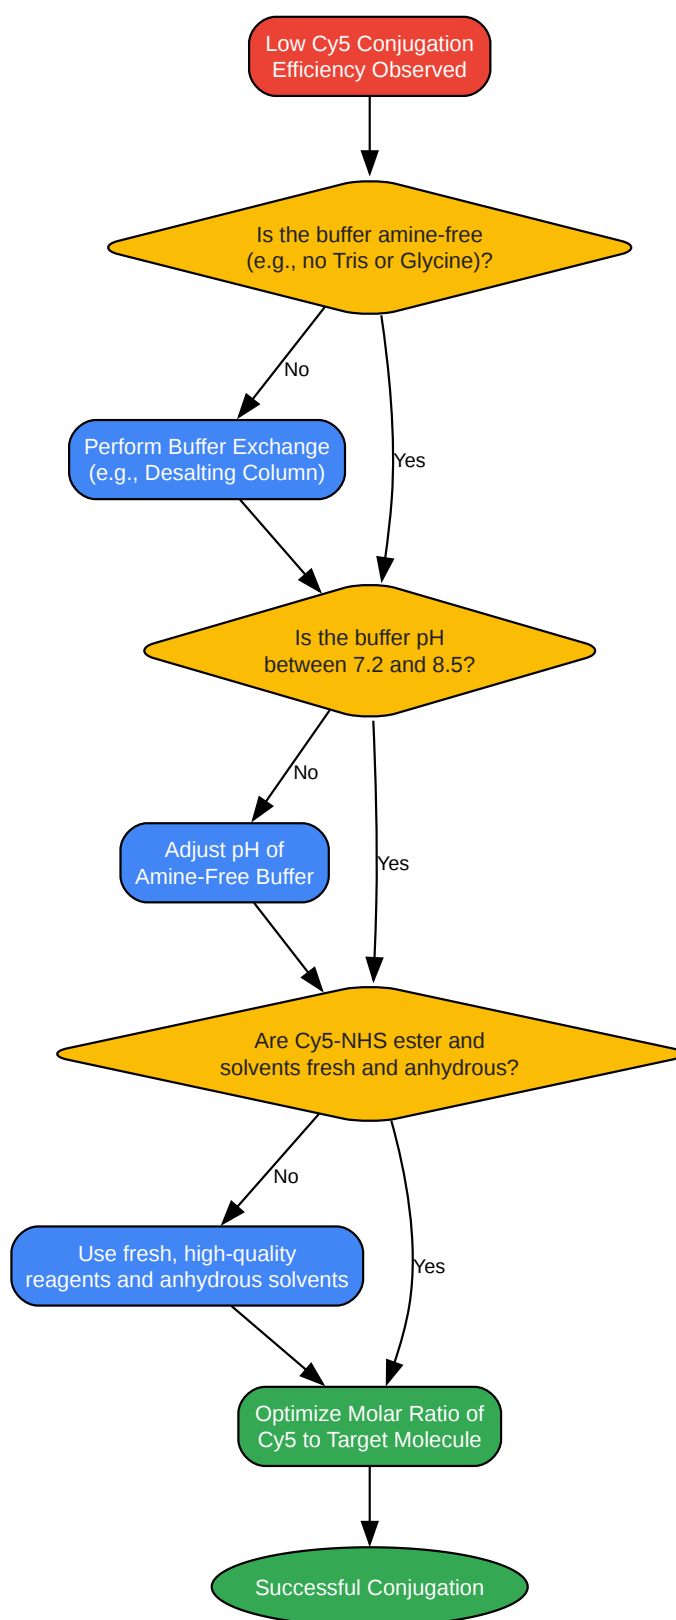 Low Cy5 Conjugation
Efficiency Observed
Is the buffer amine-free
(e.g., no Tris or Glycine)?
No
Perform Buffer Exchange
(e.g., Desalting Column)
Yes
Is the buffer pH
between 7.2 and 8.5?
No
Adjust pH of
Amine-Free Buffer
Yes
Are Cy5-NHS ester and
solvents fresh and anhydrous?
No
Use fresh, high-quality
reagents and anhydrous solvents
Yes
Optimize Molar Ratio of
Cy5 to Target Molecule
Successful Conjugation